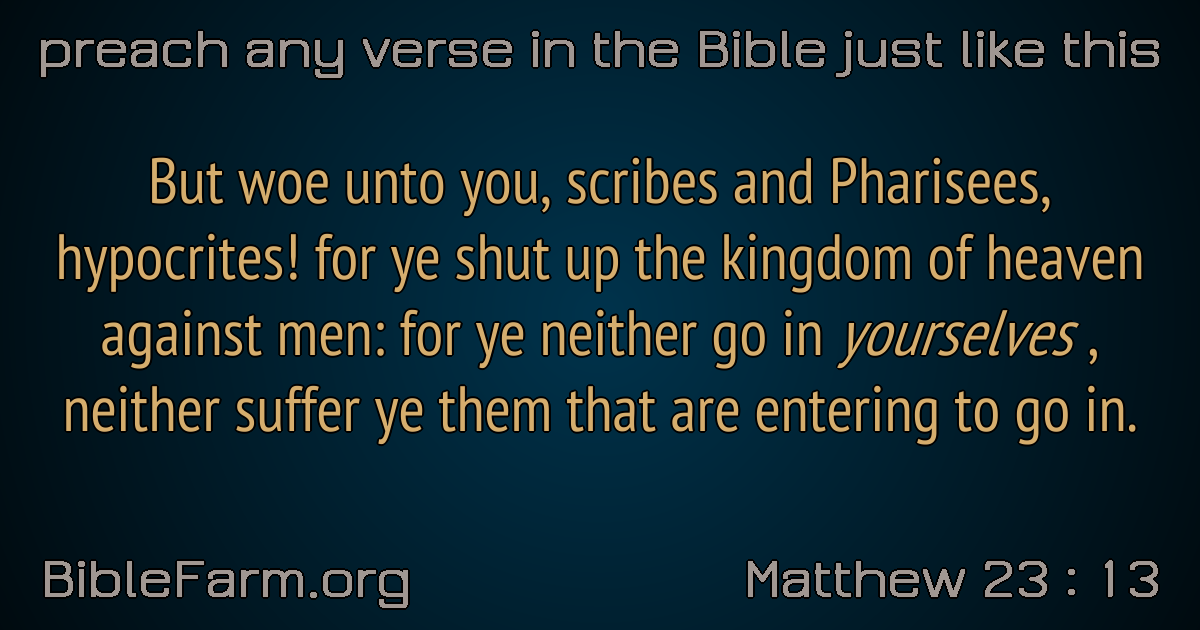 preach any verse in the Bible just like this
But woe unto you, scribes and Pharisees,
hypocrites! for ye shut up the kingdom of heaven
against men: for ye neither go in yourselves ,
neither suffer ye them that are entering to go in.
BibleFarm.org
Matthew 23 : 13